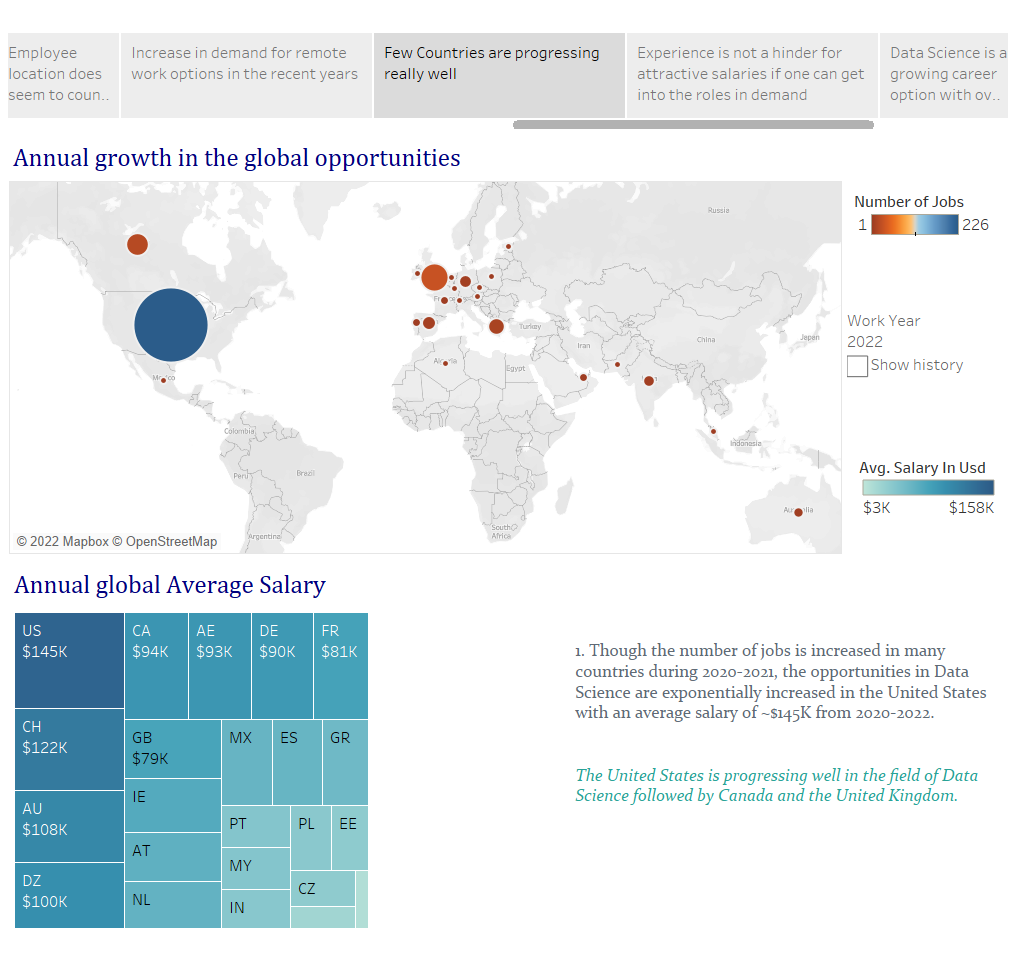 Employee
location does
seem to coun..
Increase in demand for remote
work options in the recent years
Few Countries are progressing
really well
Experience is not a hinder for
attractive salaries if one can get
into the roles in demand
Data Science is a
growing career
option with ov..
Annual growth in the global opportunities
Russia
Turkey
Iran
China
Japan
Egypt
Indonesia
Colombia
Peru
Brazil
South
Africa
Argentina
© 2022 Mapbox © OpenStreetMap
Number of Jobs
1 226
Work Year
2022
Show history
Avg. Salary In Usd
$3K $158K
Annual global Average Salary
US
$145K
CH
$122K
AU
$108K
DZ
$100K
CA
$94K
AE
$93K
DE
$90K
FR
$81K
GB
$79K
IE
AT
NL
MX
ES
GR
PT
MY
IN
PL
EE
CZ
1. Though the number of jobs is increased in many
countries during 2020-2021, the opportunities in Data
Science are exponentially increased in the United States
with an average salary of ~$145K from 2020-2022.
The United States is progressing well in the field of Data
Science followed by Canada and the United Kingdom.